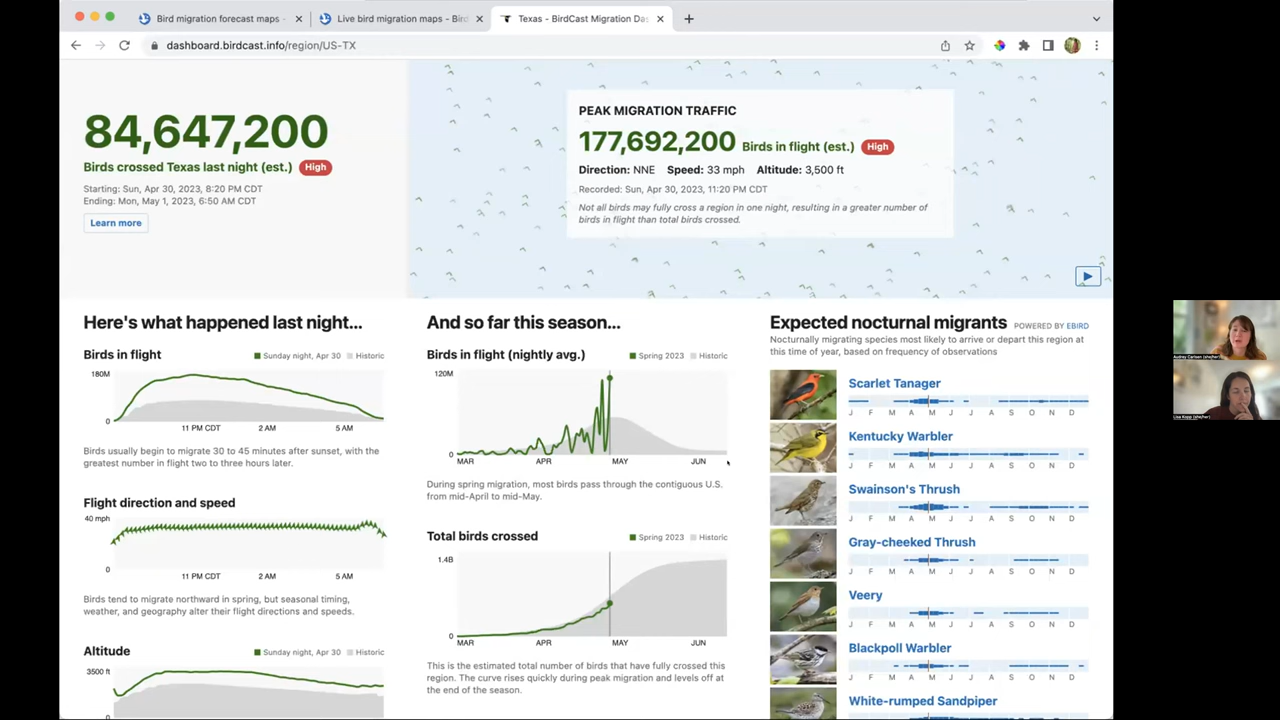 Bird migration forecast maps -
Live bird migration maps - Bird
Texas - BirdCast Migration Das
dashboard.birdcast.info/region/US-TX
84,647,200
Birds crossed Texas last night (est.) High
Starting: Sun, Apr 30, 2023, 8:20 PM CDT
Ending: Mon, May 1, 2023, 6:50 AM CDT
Learn more
PEAK MIGRATION TRAFFIC
177,692,200 Birds in flight (est.) High
Direction: NNE Speed: 33 mph Altitude: 3,500 ft
Recorded: Sun, Apr 30, 2023, 11:20 PM CDT
Not all birds may fully cross a region in one night, resulting in a greater number of
birds in flight than total birds crossed.
Here's what happened last night...
Birds in flight
Sunday night, Apr 30 Historic
180M
0
11 PM CDT 2 AM 5 AM
Birds usually begin to migrate 30 to 45 minutes after sunset, with the
greatest number in flight two to three hours later.
Flight direction and speed
40 mph
0
11 PM CDT 2 AM 5 AM
Birds tend to migrate northward in spring, but seasonal timing,
weather, and geography alter their flight directions and speeds.
Altitude
Sunday night, Apr 30 Historic
3500 ft
0
And so far this season...
Birds in flight (nightly avg.)
Spring 2023 Historic
120M
0
MAR APR MAY JUN
During spring migration, most birds pass through the contiguous U.S.
from mid-April to mid-May.
Total birds crossed
Spring 2023 Historic
1.4B
0
MAR APR MAY JUN
This is the estimated total number of birds that have fully crossed this
region. The curve rises quickly during peak migration and levels off at
the end of the season.
Expected nocturnal migrants POWERED BY EBIRD
Nocturnally migrating species most likely to arrive or depart this region at
this time of year, based on frequency of observations
Scarlet Tanager
J F M A M J J A S O N D
Kentucky Warbler
J F M A M J J A S O N D
Swainson's Thrush
J F M A M J J A S O N D
Gray-cheeked Thrush
J F M A M J J A S O N D
Veery
J F M A M J J A S O N D
Blackpoll Warbler
J F M A M J J A S O N D
White-rumped Sandpiper
Audrey Carlsen (she/her)
Lisa Kopp (she/her)